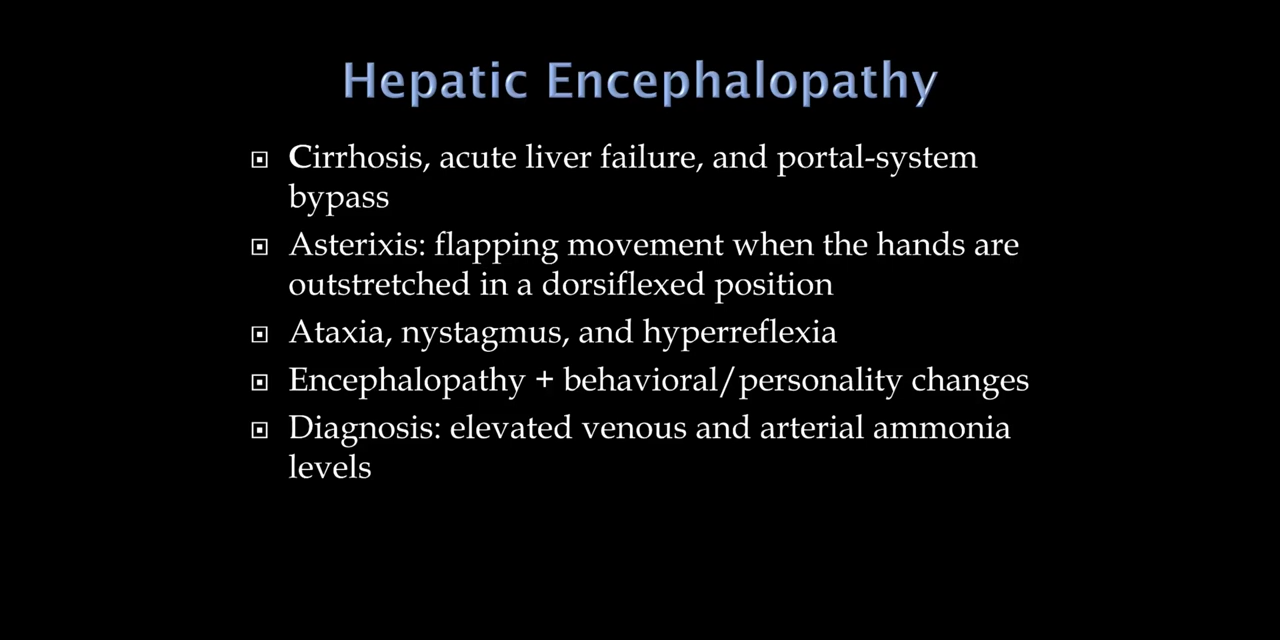 Hepatic Encephalopathy
Cirrhosis, acute liver failure, and portal-system
bypass
Asterixis: flapping movement when the hands are
outstretched in a dorsiflexed position
Ataxia, nystagmus, and hyperreflexia
Encephalopathy + behavioral/personality changes
Diagnosis: elevated venous and arterial ammonia
levels